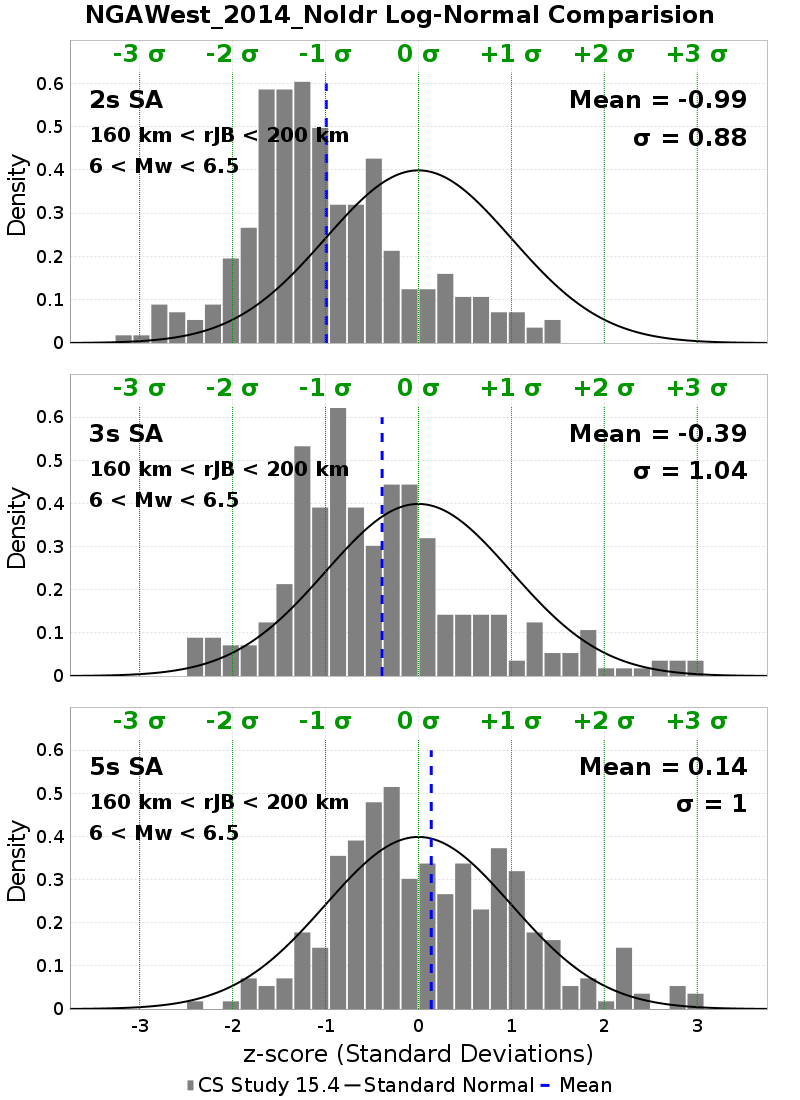 NGAWest_2014_NoIdr Log-Normal Comparision
-3 σ -2 σ -1 σ 0 σ +1 σ +2 σ +3 σ
2s SA
Mean = -0.99
160 km < rJB < 200 km
σ = 0.88
6 < Mw < 6.5
0.6
0.5
0.4
0.3
0.2
0.1
0
Density
-3 σ -2 σ -1 σ 0 σ +1 σ +2 σ +3 σ
3s SA
Mean = -0.39
160 km < rJB < 200 km
σ = 1.04
6 < Mw < 6.5
0.6
0.5
0.4
0.3
0.2
0.1
0
Density
-3 σ -2 σ -1 σ 0 σ +1 σ +2 σ +3 σ
5s SA
Mean = 0.14
160 km < rJB < 200 km
σ = 1
6 < Mw < 6.5
0.6
0.5
0.4
0.3
0.2
0.1
0
Density
-3 -2 -1 0 1 2 3
z-score (Standard Deviations)
CS Study 15.4 Standard Normal Mean